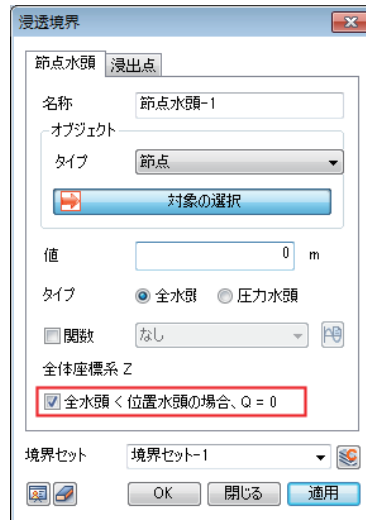 浸透境界
節点水頭 浸出点
名称 節点水頭-1
オブジェクト
タイプ 節点
対象の選択
値 0 m
タイプ 全水頭 圧力水頭
関数 なし
全体座標系 Z
全水頭 < 位置水頭の場合、Q = 0
境界セット 境界セット-1
OK 閉じる 適用